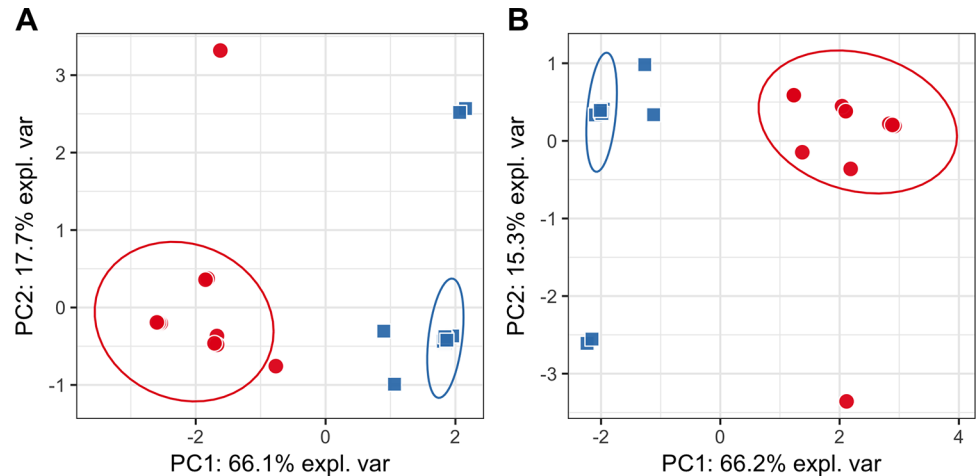 A
PC2: 17.7% expl. var
3
2
1
0
-1
-2
0
2
PC1: 66.1% expl. var
B
PC2: 15.3% expl. var
1
0
-1
-2
-3
-2
0
2
4
PC1: 66.2% expl. var